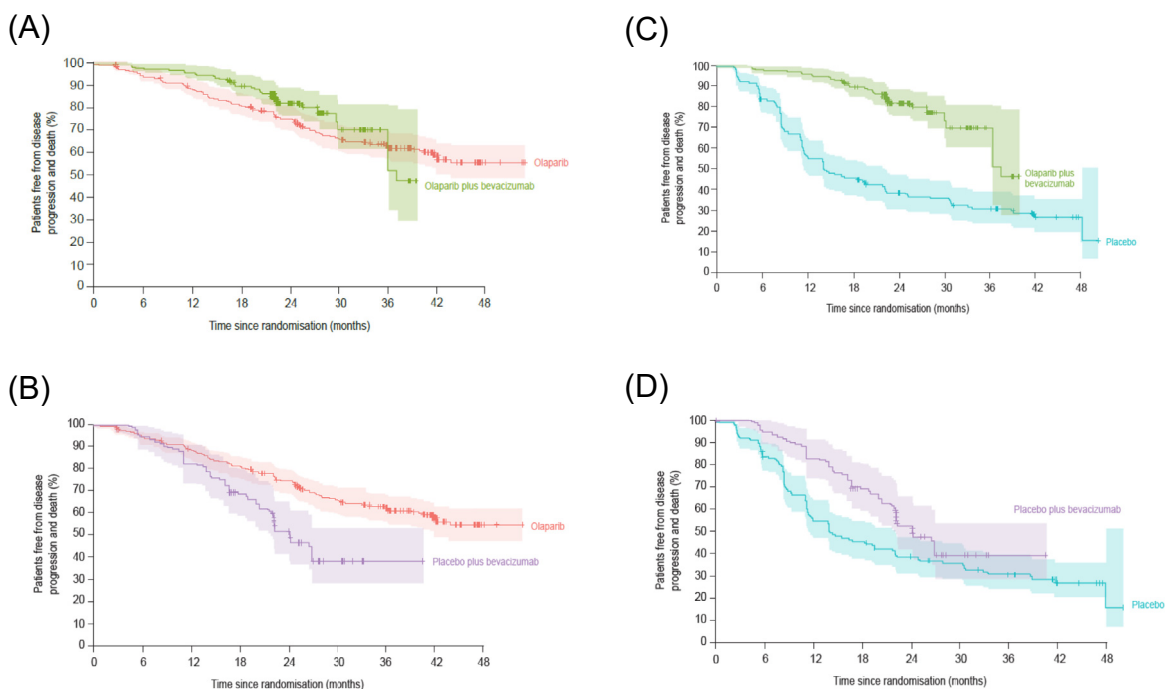 (A)
Patients free from disease
progression and death (%)
100
90
80
70
60
50
40
30
20
10
0
Olaparib
Olaparib plus bevacizumab
0 6 12 18 24 30 36 42 48
Time since randomisation (months)
(C)
Patients free from disease
progression and death (%)
100
90
80
70
60
50
40
30
20
10
0
Olaparib plus
bevacizumab
Placebo
0 6 12 18 24 30 36 42 48
Time since randomisation (months)
(B)
Patients free from disease
progression and death (%)
100
90
80
70
60
50
40
30
20
10
0
Olaparib
Placebo plus bevacizumab
0 6 12 18 24 30 36 42 48
Time since randomisation (months)
(D)
Patients free from disease
progression and death (%)
100
90
80
70
60
50
40
30
20
10
0
Placebo plus bevacizumab
Placebo
0 6 12 18 24 30 36 42 48
Time since randomisation (months)